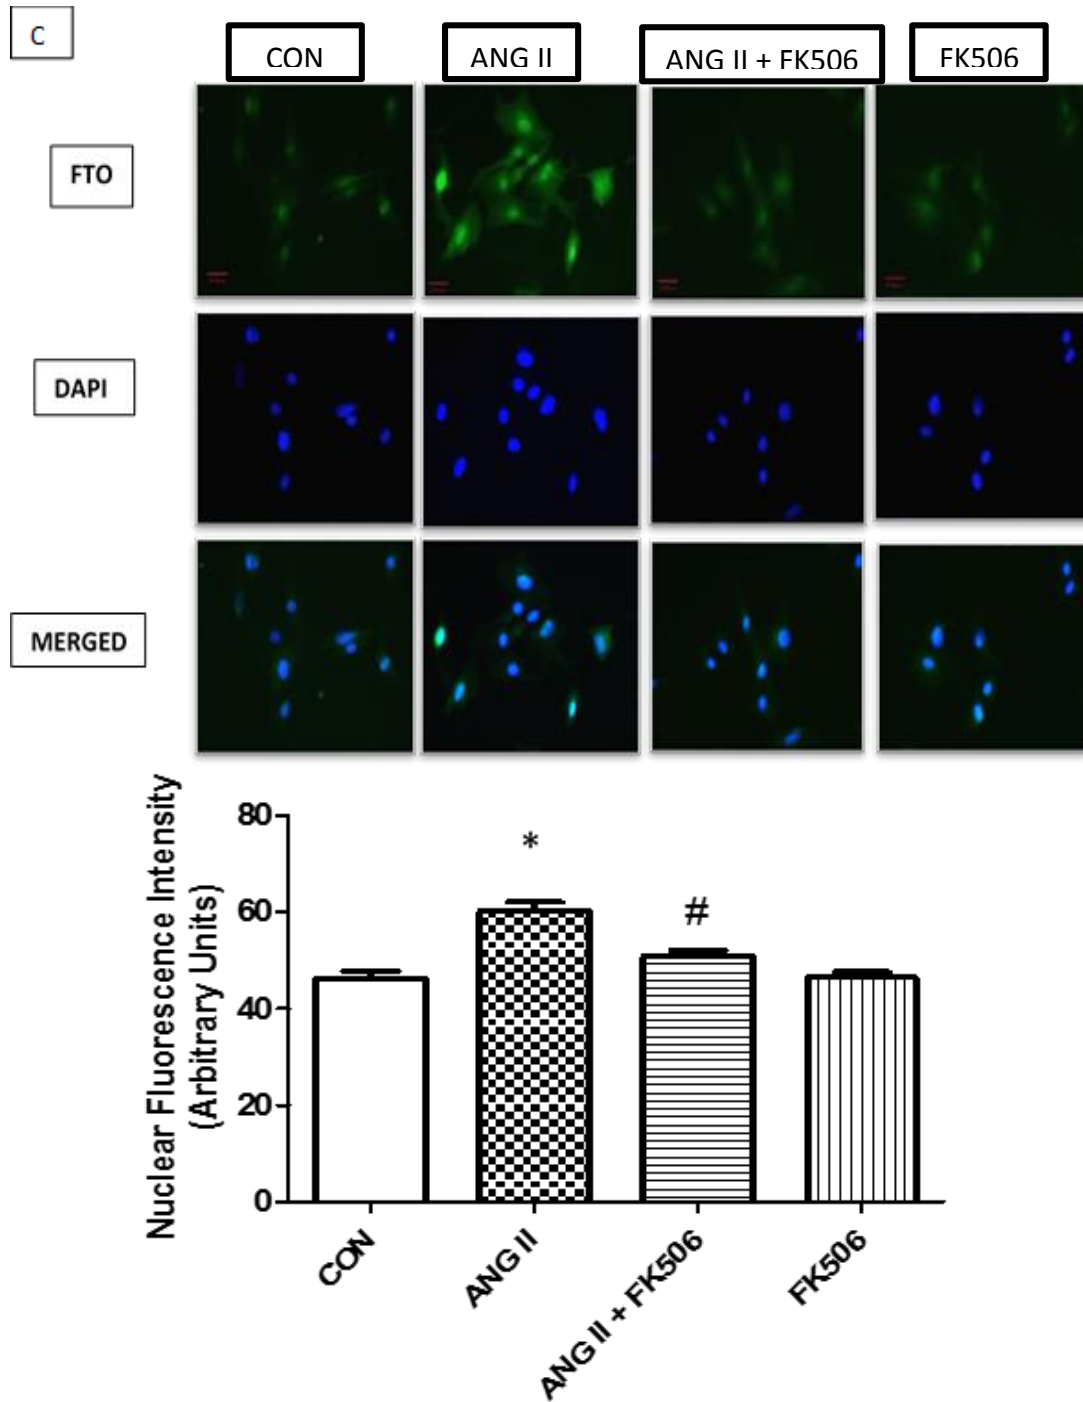 C
CON
ANG II
ANG II + FK506
FK506
FTO
DAPI
MERGED
Nuclear Fluorescence Intensity
(Arbitrary Units)
80
60
40
20
0
*
#
CON
ANG II
ANG II + FK506
FK506